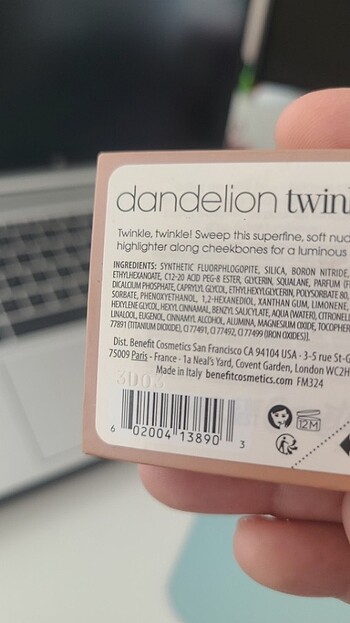 dandelion twinkl
Twinkle, twinkle! Sweep this superfine, soft nud
highlighter along cheekbones for a luminous
INGREDIENTS: SYNTHETIC FLUORPHLOGOPITE, SILICA, BORON NITRIDE,
ETHYLHEXANOATE, C12-20 ACID PEG-8 ESTER, GLYCERIN, SQUALANE, PARFUM (F
DICALCIUM PHOSPHATE, CAPRYLYL GLYCOL, ETHYLHEXYLGLYCERIN, POLYSORBATE 80,
SORBATE, PHENOXYETHANOL, 1,2-HEXANEDIOL, XANTHAN GUM, LIMONENE,
HEXYLENE GLYCOL, HEXYL CINNAMAL, BENZYL SALICYLATE, AQUA (WATER), CITRONEL
LINALOOL, EUGENOL, CINNAMYL ALCOHOL, ALUMINA, MAGNESIUM OXIDE, TOCOPHER
77891 (TITANIUM DIOXIDE), CI 77491, CI 77492, CI 77499 (IRON OXIDES)].
Dist. Benefit Cosmetics San Francisco CA 94104 USA · 3-5 rue St-G
75009 Paris - France · 1a Neal's Yard, Covent Garden, London WC2H
Made in Italy benefitcosmetics.com FM324
3D03
12M
6 02004 13890 3